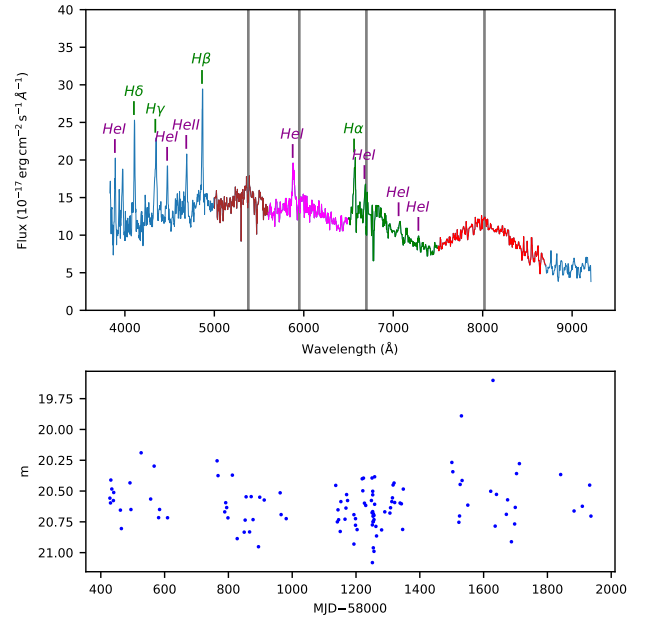 40
35
30
25
20
15
10
5
0
Flux (10⁻¹⁷ erg cm⁻² s⁻¹ Å⁻¹)
Hβ
Hδ
Hγ
HeI
HeI
HeII
HeI
Hα
HeI
HeI
HeI
4000 5000 6000 7000 8000 9000
Wavelength (Å)
19.75
20.00
20.25
20.50
20.75
21.00
m
400 600 800 1000 1200 1400 1600 1800 2000
MJD−58000